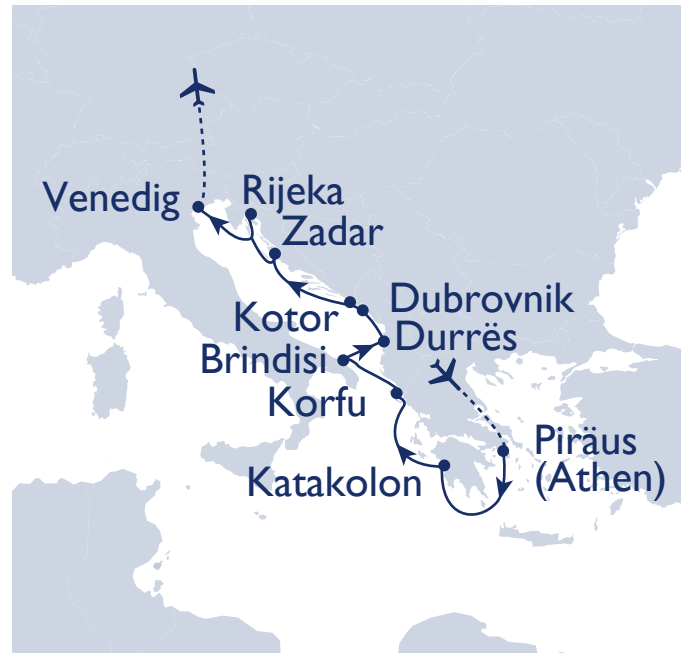 Rijeka
Venedig
Zadar
Dubrovnik
Kotor
Durrës
Brindisi
Korfu
Piräus
(Athen)
Katakolon